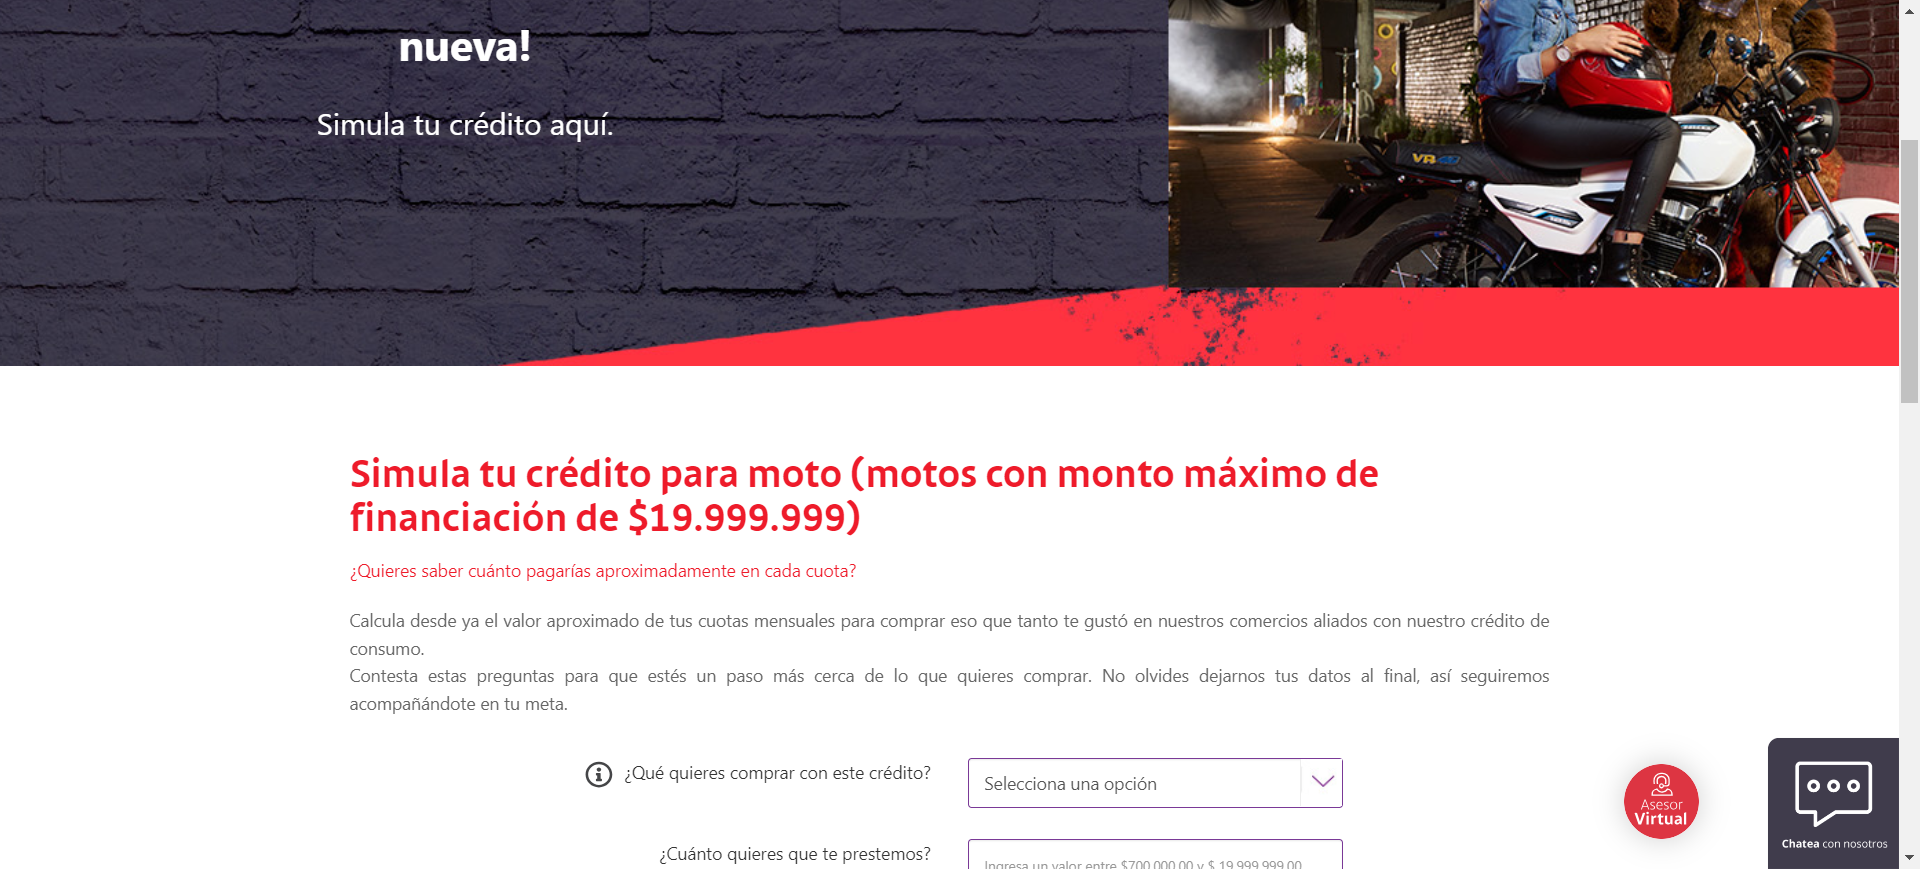 nueva!
Simula tu crédito aquí.
VR
Simula tu crédito para moto (motos con monto máximo de
financiación de $19.999.999)
¿Quieres saber cuánto pagarías aproximadamente en cada cuota?
Calcula desde ya el valor aproximado de tus cuotas mensuales para comprar eso que tanto te gustó en nuestros comercios aliados con nuestro crédito de
consumo.
Contesta estas preguntas para que estés un paso más cerca de lo que quieres comprar. No olvides dejarnos tus datos al final, así seguiremos
acompañándote en tu meta.
¿Qué quieres comprar con este crédito?
Selecciona una opción
¿Cuánto quieres que te prestemos?
Ingresa un valor entre $700.000,00 y $ 19.999.999,00
Asesor
Virtual
Chatea con nosotros